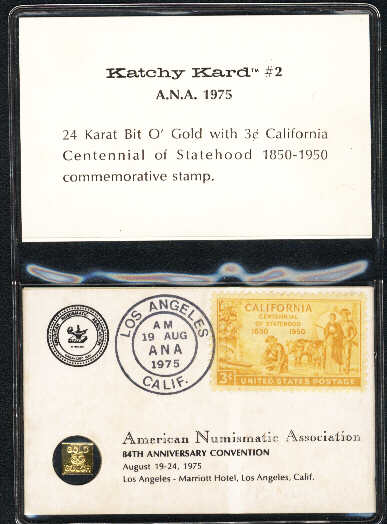 Katchy Kard™ #2
A.N.A. 1975
24 Karat Bit O' Gold with 3¢ California
Centennial of Statehood 1850-1950
commemorative stamp.
LOS ANGELES
AM
19 AUG
ANA
1975
CALIF.
CALIFORNIA
CENTENNIAL
OF STATEHOOD
1850 1950
3¢ UNITED STATES POSTAGE
American Numismatic Association
84TH ANNIVERSARY CONVENTION
August 19-24, 1975
Los Angeles - Marriott Hotel, Los Angeles, Calif.
GOLD